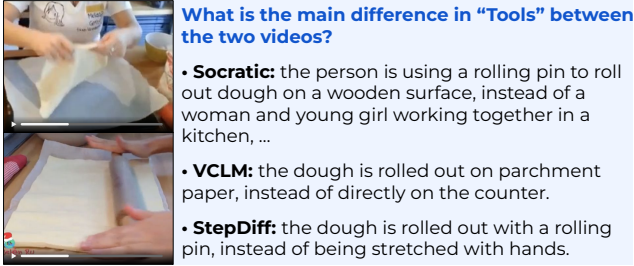 What is the main difference in “Tools” between
the two videos?
• Socratic: the person is using a rolling pin to roll
out dough on a wooden surface, instead of a
woman and young girl working together in a
kitchen, ...
• VCLM: the dough is rolled out on parchment
paper, instead of directly on the counter.
• StepDiff: the dough is rolled out with a rolling
pin, instead of being stretched with hands.